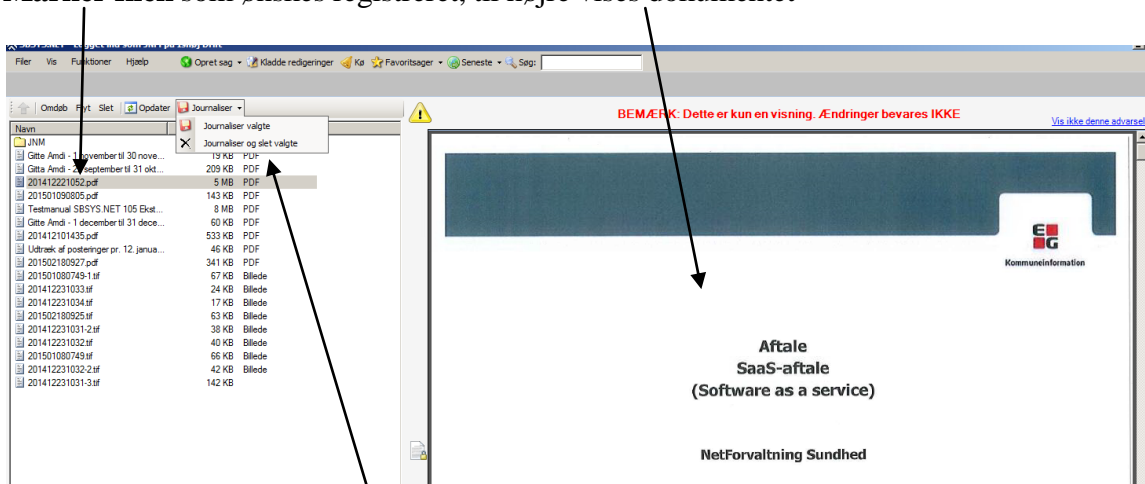 som ønskes registreret, til højre vises dokumentet
Filer Vis Funktioner Hjælp Opret sag Kladde redigeringer Kø Favoritsager Seneste Søg:
Omdøb Flyt Slet Opdater Journaliser
Journaliser valgte
Journaliser og slet valgte
BEMÆRK: Dette er kun en visning. Ændringer bevares IKKE
Vis ikke denne advarsel
Navn
JNM
Gitte Amdi - 1 november til 30 nove... 19 KB PDF
Gitta Amdi - 2 september til 31 okt... 209 KB PDF
201412221052.pdf 5 MB PDF
201501090805.pdf 143 KB PDF
Testmanual SBSYS.NET 105 Ekst... 8 MB PDF
Gitte Amdi - 1 december til 31 dece... 60 KB PDF
201412101435.pdf 533 KB PDF
Udtræk af posteringer pr. 12. janua... 46 KB PDF
201502180927.pdf 341 KB PDF
201501080749-1.tif 67 KB Billede
201412231033.tif 24 KB Billede
201412231034.tif 17 KB Billede
201502180925.tif 63 KB Billede
201412231031-2.tif 38 KB Billede
201412231032.tif 40 KB Billede
201501080749.tif 66 KB Billede
201412231032-2.tif 42 KB Billede
201412231031-3.tif 142 KB
EG
Kommuneinformation
Aftale
SaaS-aftale
(Software as a service)
NetForvaltning Sundhed